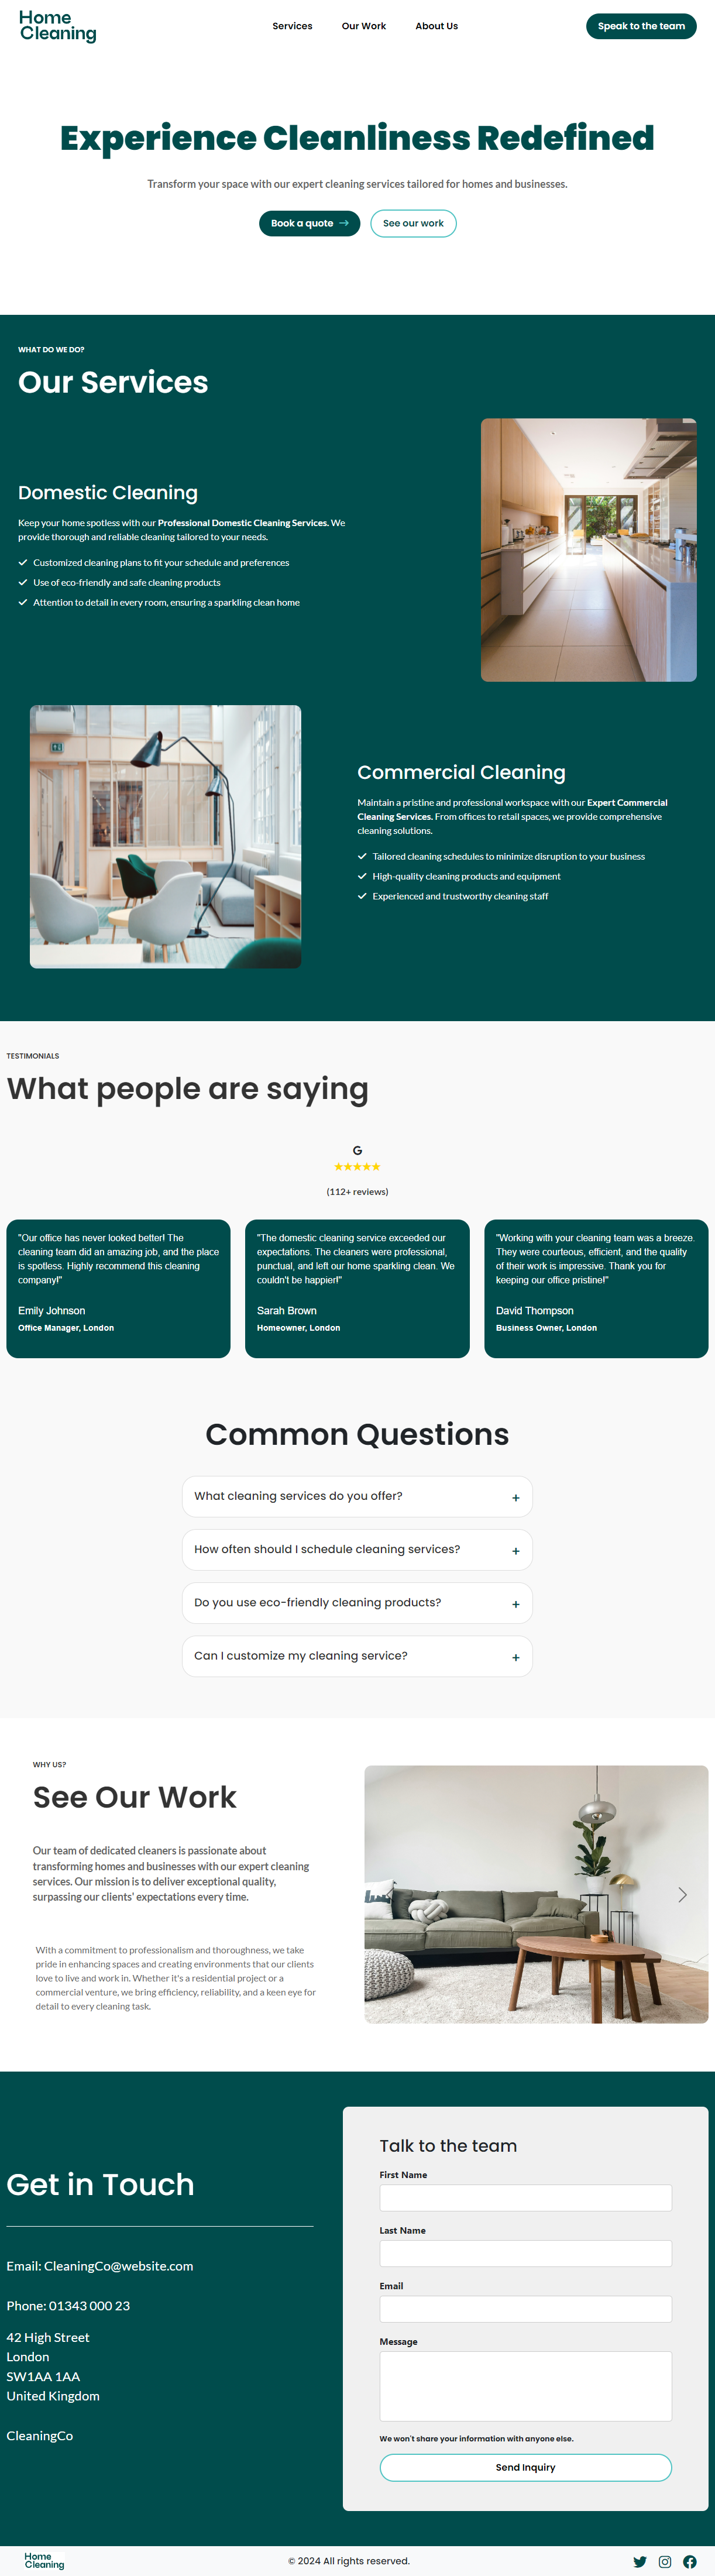 Home
Cleaning
Services
Our Work
About Us
Speak to the team
Experience Cleanliness Redefined
Transform your space with our expert cleaning services tailored for homes and businesses.
Book a quote →
See our work
WHAT DO WE DO?
Our Services
Domestic Cleaning
Keep your home spotless with our Professional Domestic Cleaning Services. We
provide thorough and reliable cleaning tailored to your needs.
Customized cleaning plans to fit your schedule and preferences
Use of eco-friendly and safe cleaning products
Attention to detail in every room, ensuring a sparkling clean home
Commercial Cleaning
Maintain a pristine and professional workspace with our Expert Commercial
Cleaning Services. From offices to retail spaces, we provide comprehensive
cleaning solutions.
Tailored cleaning schedules to minimize disruption to your business
High-quality cleaning products and equipment
Experienced and trustworthy cleaning staff
TESTIMONIALS
What people are saying
G
(112+ reviews)
"Our office has never looked better! The
cleaning team did an amazing job, and the place
is spotless. Highly recommend this cleaning
company!"
Emily Johnson
Office Manager, London
"The domestic cleaning service exceeded our
expectations. The cleaners were professional,
punctual, and left our home sparkling clean. We
couldn't be happier!"
Sarah Brown
Homeowner, London
"Working with your cleaning team was a breeze.
They were courteous, efficient, and the quality
of their work is impressive. Thank you for
keeping our office pristine!"
David Thompson
Business Owner, London
Common Questions
What cleaning services do you offer? +
How often should I schedule cleaning services? +
Do you use eco-friendly cleaning products? +
Can I customize my cleaning service? +
WHY US?
See Our Work
Our team of dedicated cleaners is passionate about
transforming homes and businesses with our expert cleaning
services. Our mission is to deliver exceptional quality,
surpassing our clients' expectations every time.
With a commitment to professionalism and thoroughness, we take
pride in enhancing spaces and creating environments that our clients
love to live and work in. Whether it's a residential project or a
commercial venture, we bring efficiency, reliability, and a keen eye for
detail to every cleaning task.
Get in Touch
Email: CleaningCo@website.com
Phone: 01343 000 23
42 High Street
London
SW1AA 1AA
United Kingdom
CleaningCo
Talk to the team
First Name
Last Name
Email
Message
We won't share your information with anyone else.
Send Inquiry
Home
Cleaning
© 2024 All rights reserved.